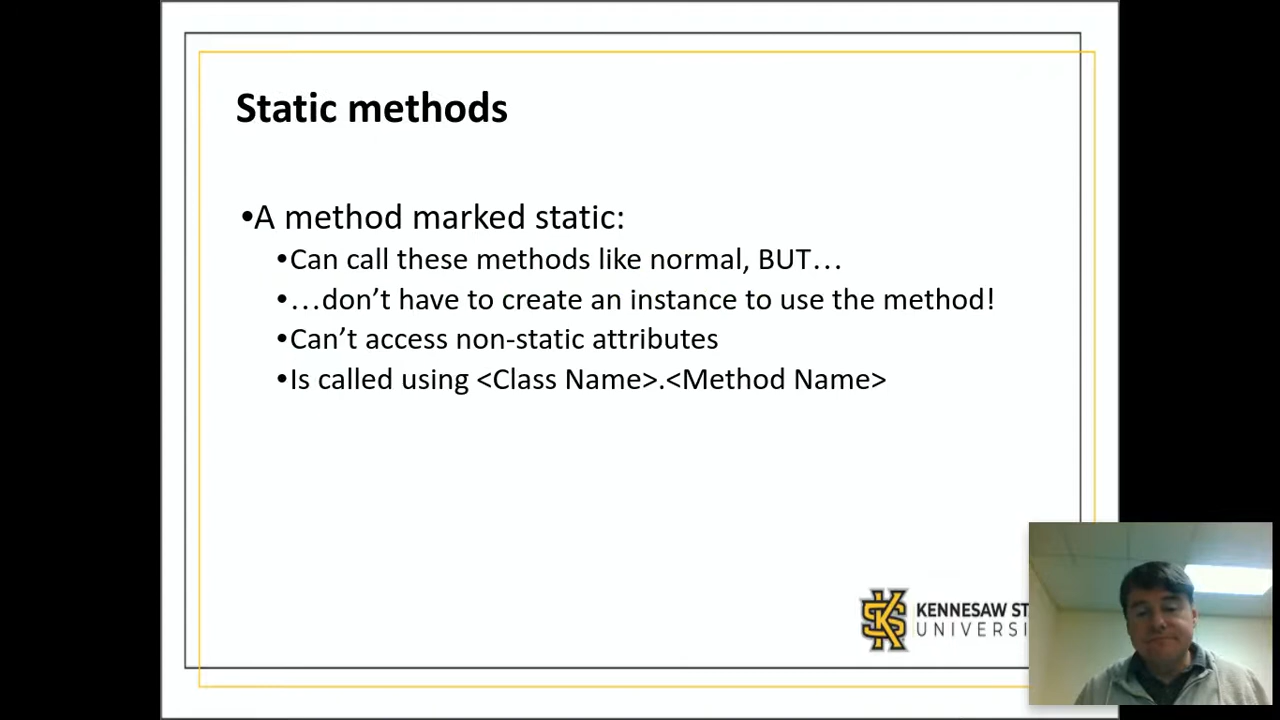 Static methods
•A method marked static:
•Can call these methods like normal, BUT…
•…don’t have to create an instance to use the method!
•Can’t access non-static attributes
•Is called using <Class Name>.<Method Name>
KENNESAW ST
UNIVERSI